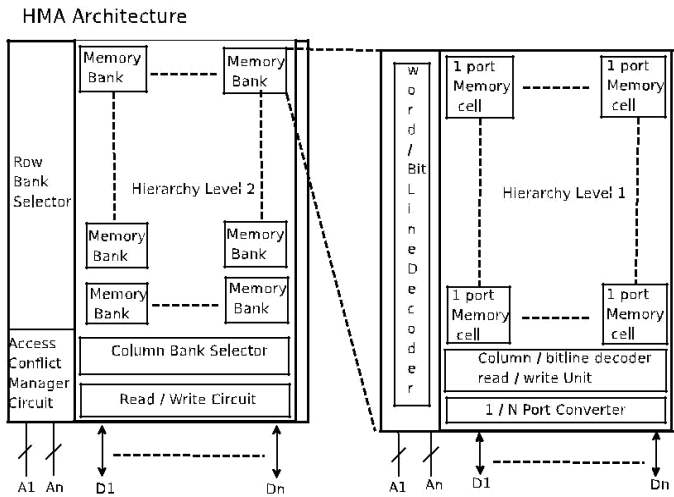 HMA Architecture
Memory
Bank
Memory
Bank
Row
Bank
Selector
Hierarchy Level 2
Memory
Bank
Memory
Bank
Memory
Bank
Memory
Bank
Access
Conflict
Manager
Circuit
Column Bank Selector
Read / Write Circuit
A1
An
D1
Dn
word/BitLineDecoder
1 port
Memory
cell
1 port
Memory
cell
Hierarchy Level 1
1 port
Memory
cell
1 port
Memory
cell
Column / bitline decoder
read / write Unit
1 / N Port Converter
A1
An
D1
Dn